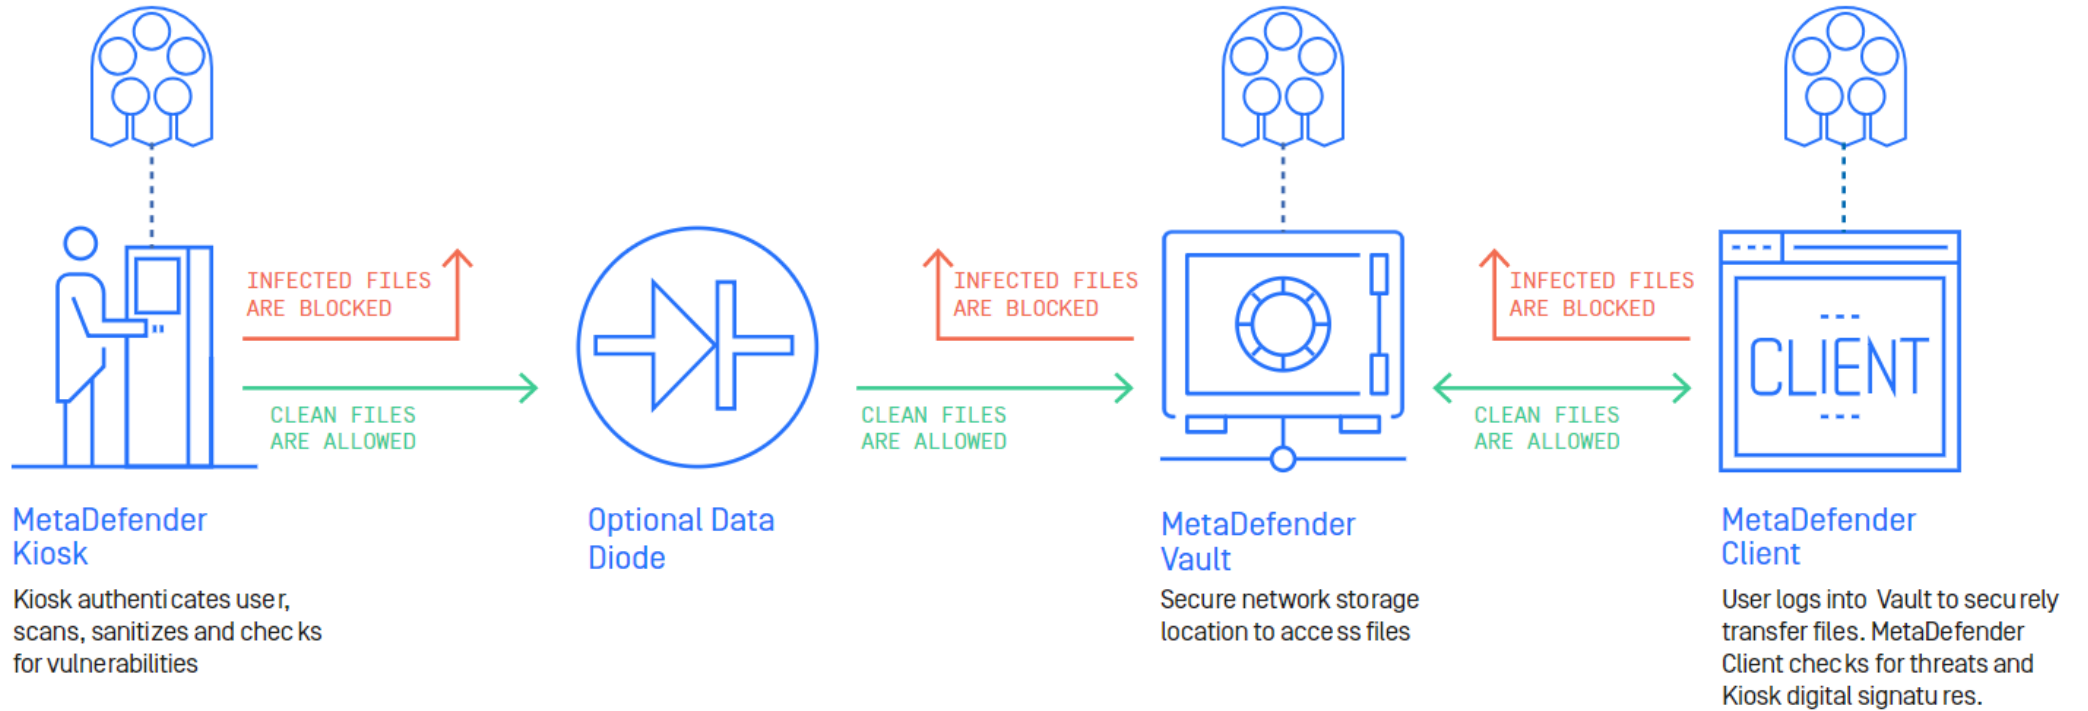 INFECTED FILES
ARE BLOCKED
CLEAN FILES
ARE ALLOWED
INFECTED FILES
ARE BLOCKED
CLEAN FILES
ARE ALLOWED
INFECTED FILES
ARE BLOCKED
CLEAN FILES
ARE ALLOWED
CLIENT
MetaDefender
Kiosk
Kiosk authenticates user,
scans, sanitizes and checks
for vulnerabilities
Optional Data
Diode
MetaDefender
Vault
Secure network storage
location to access files
MetaDefender
Client
User logs into Vault to securely
transfer files. MetaDefender
Client checks for threats and
Kiosk digital signatures.